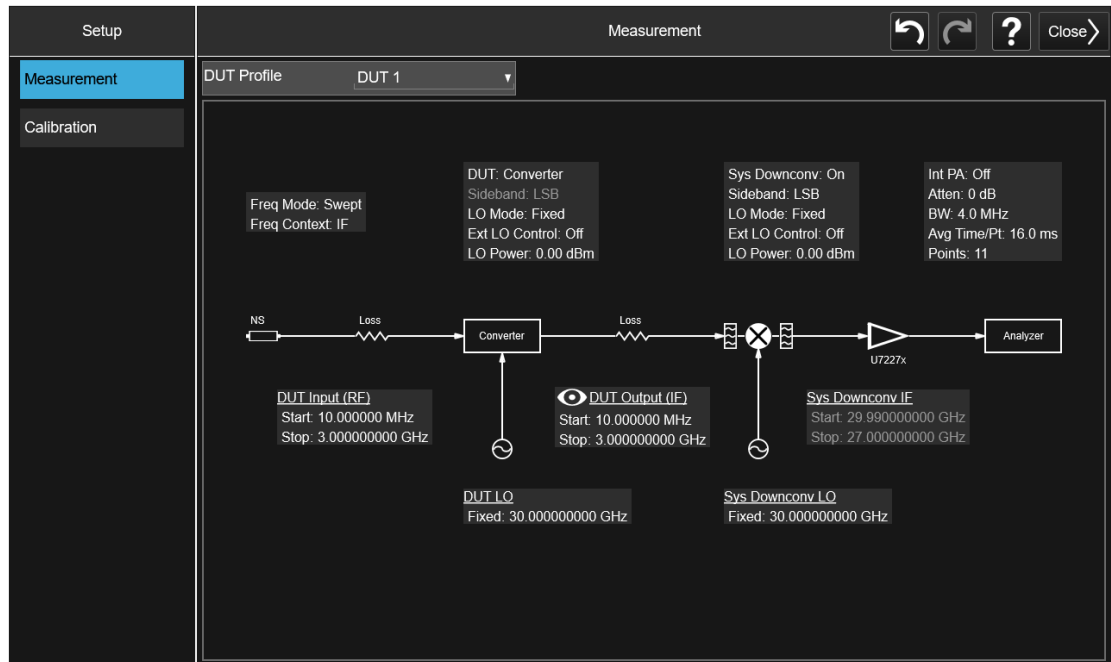 Setup
Measurement
?
Close
Measurement
Calibration
DUT Profile
DUT 1
Freq Mode: Swept
Freq Context: IF
DUT: Converter
Sideband: LSB
LO Mode: Fixed
Ext LO Control: Off
LO Power: 0.00 dBm
Sys Downconv: On
Sideband: LSB
LO Mode: Fixed
Ext LO Control: Off
LO Power: 0.00 dBm
Int PA: Off
Atten: 0 dB
BW: 4.0 MHz
Avg Time/Pt: 16.0 ms
Points: 11
NS
Loss
Converter
Loss
U7227x
Analyzer
DUT Input (RF)
Start: 10.000000 MHz
Stop: 3.000000000 GHz
DUT Output (IF)
Start: 10.000000 MHz
Stop: 3.000000000 GHz
Sys Downconv IF
Start: 29.990000000 GHz
Stop: 27.000000000 GHz
DUT LO
Fixed: 30.000000000 GHz
Sys Downconv LO
Fixed: 30.000000000 GHz